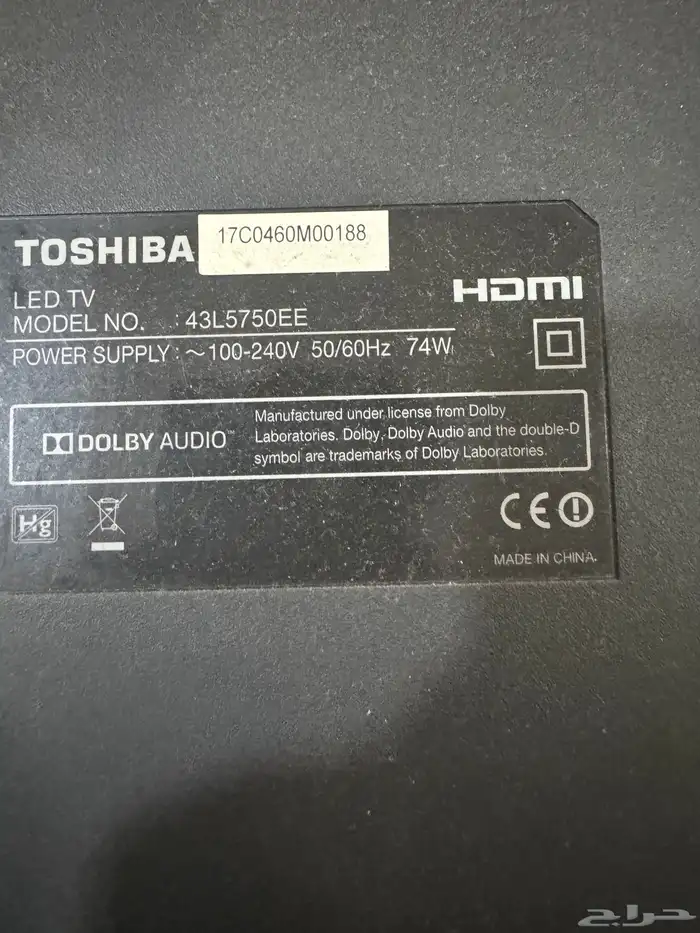 TOSHIBA 17C0460M00188
HDMI
LED TV
MODEL NO. : 43L5750EE
POWER SUPPLY : ~100-240V 50/60Hz 74W
DOLBY AUDIO™
Manufactured under license from Dolby
Laboratories. Dolby, Dolby Audio and the double-D
symbol are trademarks of Dolby Laboratories.
Hg
CE
MADE IN CHINA.
حراج